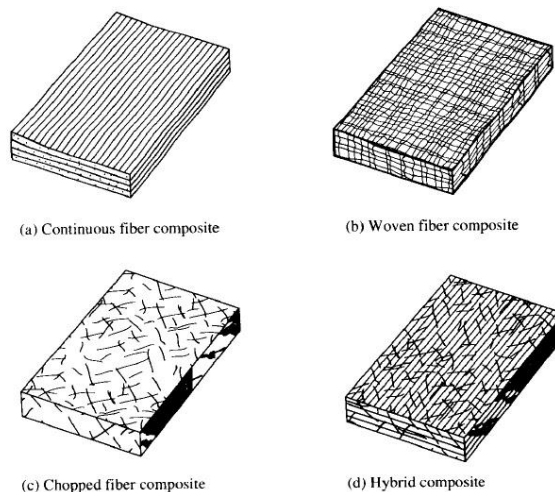 (a) Continuous fiber composite
(b) Woven fiber composite
(c) Chopped fiber composite
(d) Hybrid composite